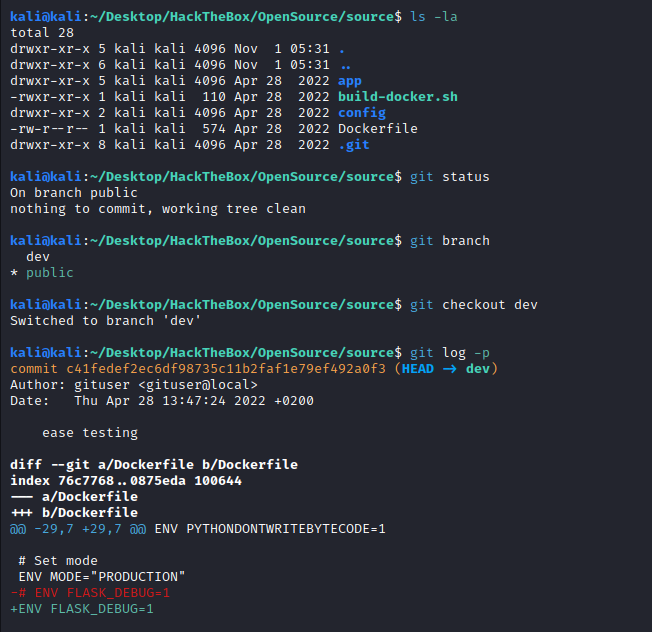 kali@kali:~/Desktop/HackTheBox/OpenSource/source$ ls -la
total 28
drwxr-xr-x 5 kali kali 4096 Nov  1 05:31 .
drwxr-xr-x 6 kali kali 4096 Nov  1 05:31 ..
drwxr-xr-x 5 kali kali 4096 Apr 28  2022 app
-rwxr-xr-x 1 kali kali  110 Apr 28  2022 build-docker.sh
drwxr-xr-x 2 kali kali 4096 Apr 28  2022 config
-rw-r--r-- 1 kali kali  574 Apr 28  2022 Dockerfile
drwxr-xr-x 8 kali kali 4096 Apr 28  2022 .git
kali@kali:~/Desktop/HackTheBox/OpenSource/source$ git status
On branch public
nothing to commit, working tree clean
kali@kali:~/Desktop/HackTheBox/OpenSource/source$ git branch
  dev
* public
kali@kali:~/Desktop/HackTheBox/OpenSource/source$ git checkout dev
Switched to branch 'dev'
kali@kali:~/Desktop/HackTheBox/OpenSource/source$ git log -p
commit c41fedef2ec6df98735c11b2faf1e79ef492a0f3 (HEAD -> dev)
Author: gituser <gituser@local>
Date:   Thu Apr 28 13:47:24 2022 +0200
    ease testing
diff --git a/Dockerfile b/Dockerfile
index 76c7768..0875eda 100644
--- a/Dockerfile
+++ b/Dockerfile
@@ -29,7 +29,7 @@ ENV PYTHONDONTWRITEBYTECODE=1
 # Set mode
 ENV MODE="PRODUCTION"
-# ENV FLASK_DEBUG=1
+ENV FLASK_DEBUG=1